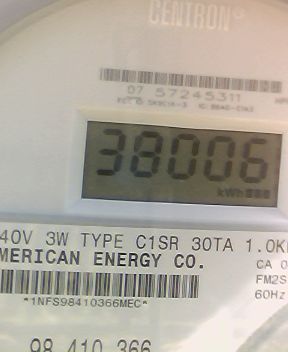 CENTRON®
07 57245311
38006
kWh
40V 3W TYPE C1SR 30TA 1.0K
MERICAN ENERGY CO.
CA 0
FM2S
60Hz
*1NFS98410366MEC*
98 410 366